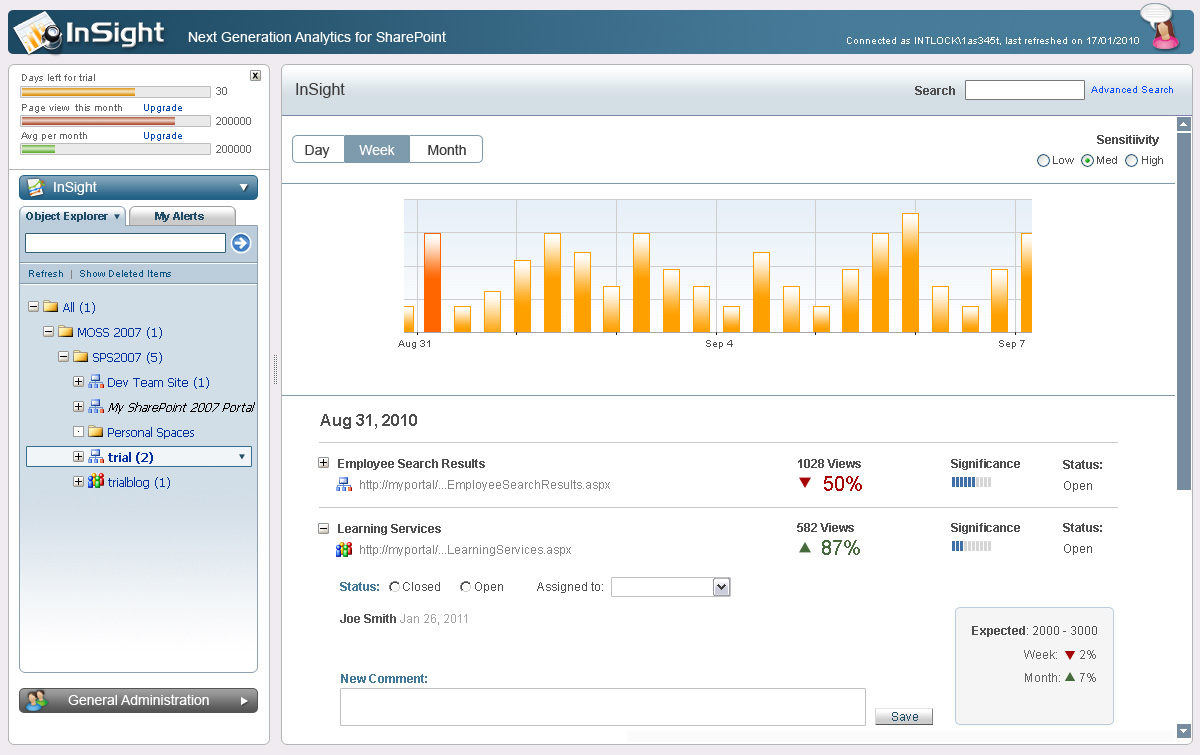 InSight Next Generation Analytics for SharePoint
Connected as INTLOCK\1as345t, last refreshed on 17/01/2010
Days left for trial
30
Page view this month Upgrade
200000
Avg per month Upgrade
200000
InSight
Object Explorer My Alerts
Refresh | Show Deleted Items
All (1)
MOSS 2007 (1)
SPS2007 (5)
Dev Team Site (1)
My SharePoint 2007 Portal
Personal Spaces
trial (2)
trialblog (1)
General Administration
InSight
Search Advanced Search
Day Week Month
Sensitiivity
Low Med High
Aug 31 Sep 4 Sep 7
Aug 31, 2010
Employee Search Results 1028 Views Significance Status:
http://myportal/...EmployeeSearchResults.aspx 50% Open
Learning Services 582 Views Significance Status:
http://myportal/...LearningServices.aspx 87% Open
Status: Closed Open Assigned to:
Joe Smith Jan 26, 2011
Expected: 2000 - 3000
Week: 2%
Month: 7%
New Comment:
Save